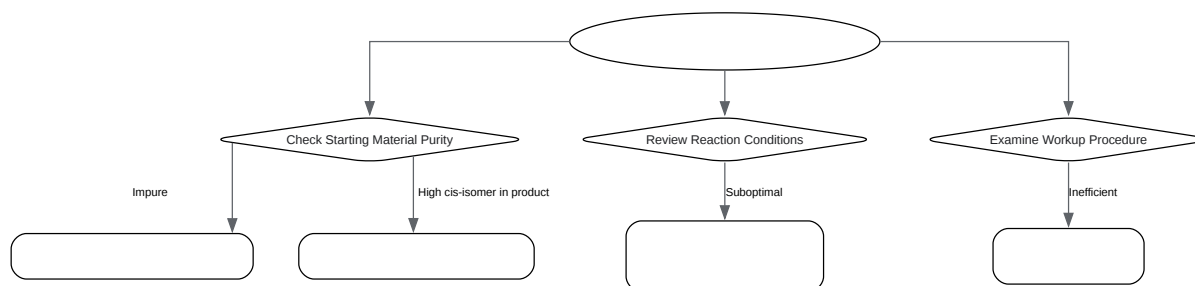 Check Starting Material Purity
Review Reaction Conditions
Examine Workup Procedure
Impure
High cis-isomer in product
Suboptimal
Inefficient